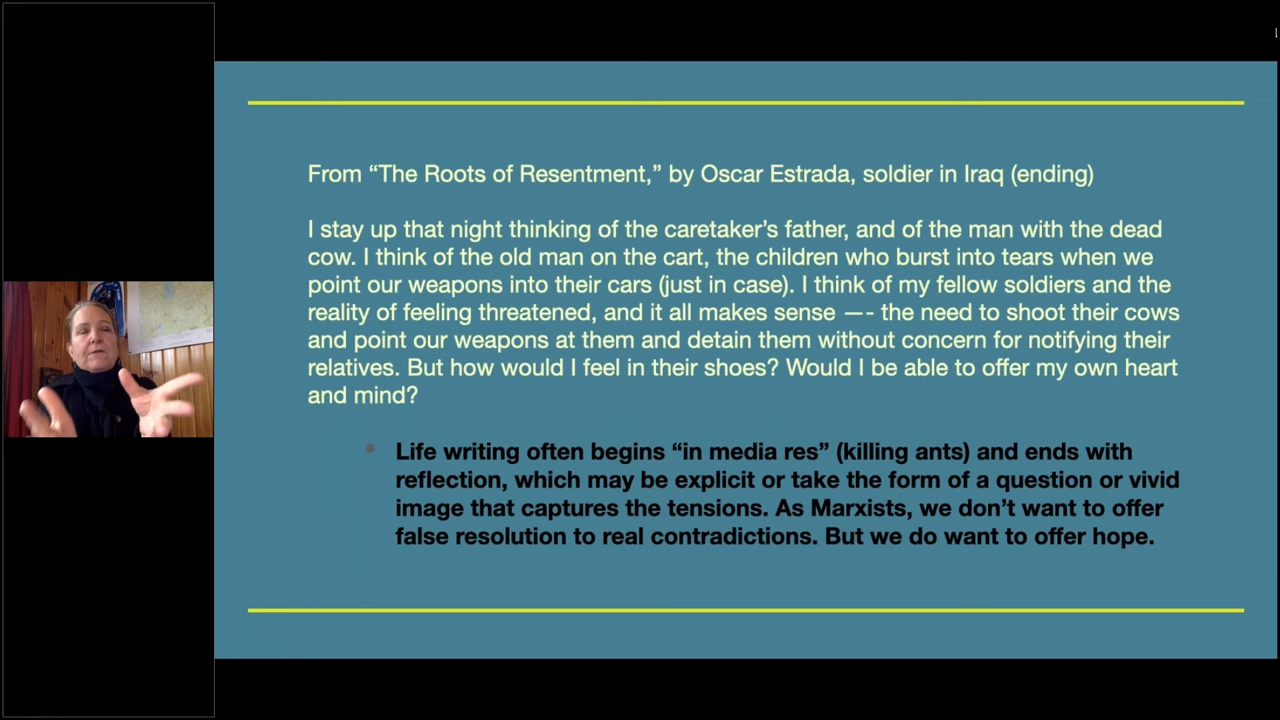 From “The Roots of Resentment,” by Oscar Estrada, soldier in Iraq (ending)
I stay up that night thinking of the caretaker’s father, and of the man with the dead
cow. I think of the old man on the cart, the children who burst into tears when we
point our weapons into their cars (just in case). I think of my fellow soldiers and the
reality of feeling threatened, and it all makes sense —- the need to shoot their cows
and point our weapons at them and detain them without concern for notifying their
relatives. But how would I feel in their shoes? Would I be able to offer my own heart
and mind?
Life writing often begins “in media res” (killing ants) and ends with
reflection, which may be explicit or take the form of a question or vivid
image that captures the tensions. As Marxists, we don’t want to offer
false resolution to real contradictions. But we do want to offer hope.